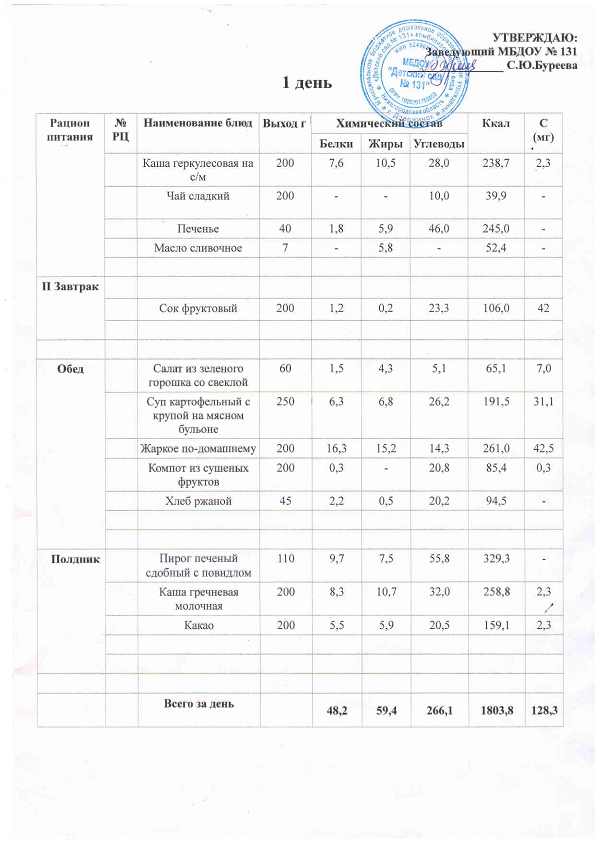 УТВЕРЖДАЮ:
Заведующий МБДОУ № 131
С.Ю.Буреева
МБДОУ
"Детский сад
№ 131"
1 день
Рацион питания № РЦ Наименование блюд Выход г Химический состав Ккал С (мг)
Белки Жиры Углеводы
Каша геркулесовая на с/м 200 7,6 10,5 28,0 238,7 2,3
Чай сладкий 200 - - 10,0 39,9 -
Печенье 40 1,8 5,9 46,0 245,0 -
Масло сливочное 7 - 5,8 - 52,4 -
II Завтрак
Сок фруктовый 200 1,2 0,2 23,3 106,0 42
Обед Салат из зеленого горошка со свеклой 60 1,5 4,3 5,1 65,1 7,0
Суп картофельный с крупой на мясном бульоне 250 6,3 6,8 26,2 191,5 31,1
Жаркое по-домашнему 200 16,3 15,2 14,3 261,0 42,5
Компот из сушеных фруктов 200 0,3 - 20,8 85,4 0,3
Хлеб ржаной 45 2,2 0,5 20,2 94,5 -
Полдник Пирог печеный сдобный с повидлом 110 9,7 7,5 55,8 329,3 -
Каша гречневая молочная 200 8,3 10,7 32,0 258,8 2,3
Какао 200 5,5 5,9 20,5 159,1 2,3
Всего за день 48,2 59,4 266,1 1803,8 128,3